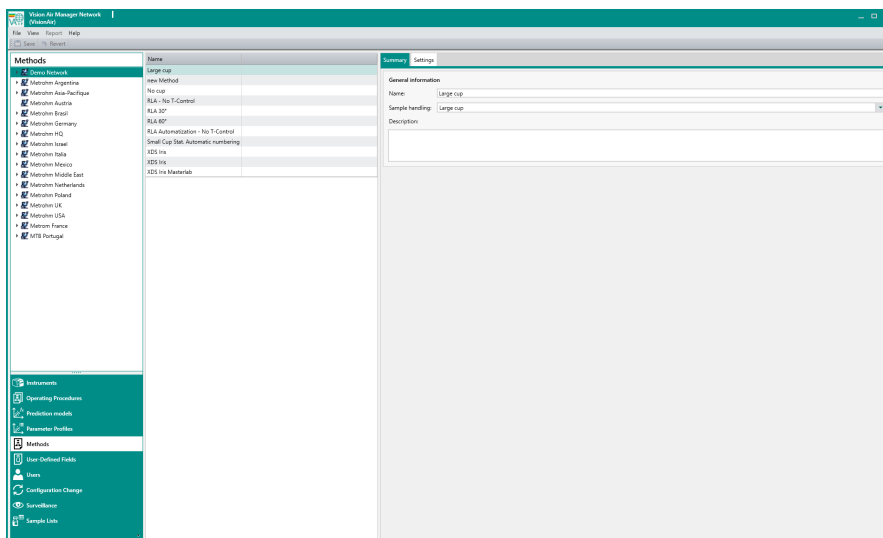 Vision Air Manager Network
(VisionAir)
File View Report Help
Save Revert
Methods
Demo Network
Metrohm Argentina
Metrohm Asia-Pacifique
Metrohm Austria
Metrohm Brasil
Metrohm Germany
Metrohm HQ
Metrohm Israel
Metrohm Italia
Metrohm Mexico
Metrohm Middle East
Metrohm Netherlands
Metrohm Poland
Metrohm UK
Metrohm USA
Metrom France
MTB Portugal
Instruments
Operating Procedures
Prediction models
Parameter Profiles
Methods
User-Defined Fields
Users
Configuration Change
Surveillance
Sample Lists
Name
Large cup
new Method
No cup
RLA - No T-Control
RLA 30°
RLA 60°
RLA Automatization - No T-Control
Small Cup Stat. Automatic numbering
XDS Iris
XDS Iris
XDS Iris Masterlab
Summary Settings
General information
Name: Large cup
Sample handling: Large cup
Description: